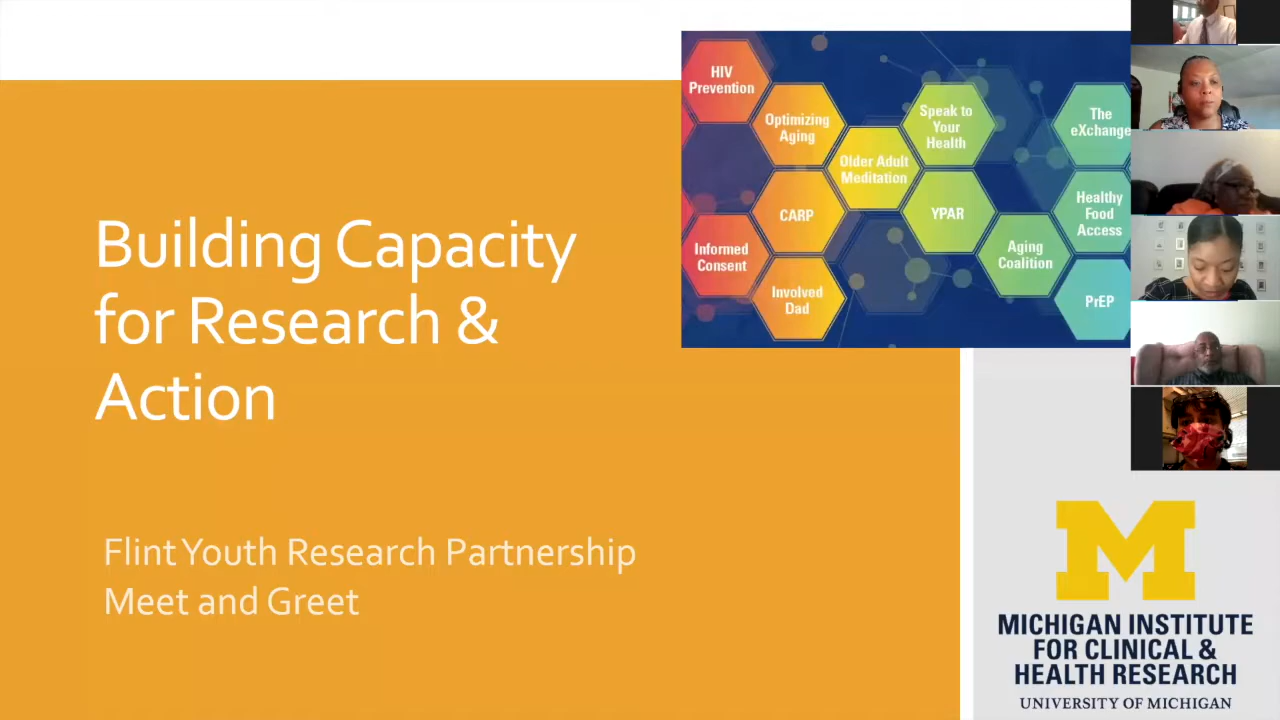 Building Capacity
for Research &
Action
Flint Youth Research Partnership
Meet and Greet
HIV
Prevention
Optimizing
Aging
Older Adult
Meditation
Speak to
Your
Health
The
eXchange
CARP
YPAR
Healthy
Food
Access
Informed
Consent
Involved
Dad
Aging
Coalition
PrEP
M
MICHIGAN INSTITUTE
FOR CLINICAL &
HEALTH RESEARCH
UNIVERSITY OF MICHIGAN